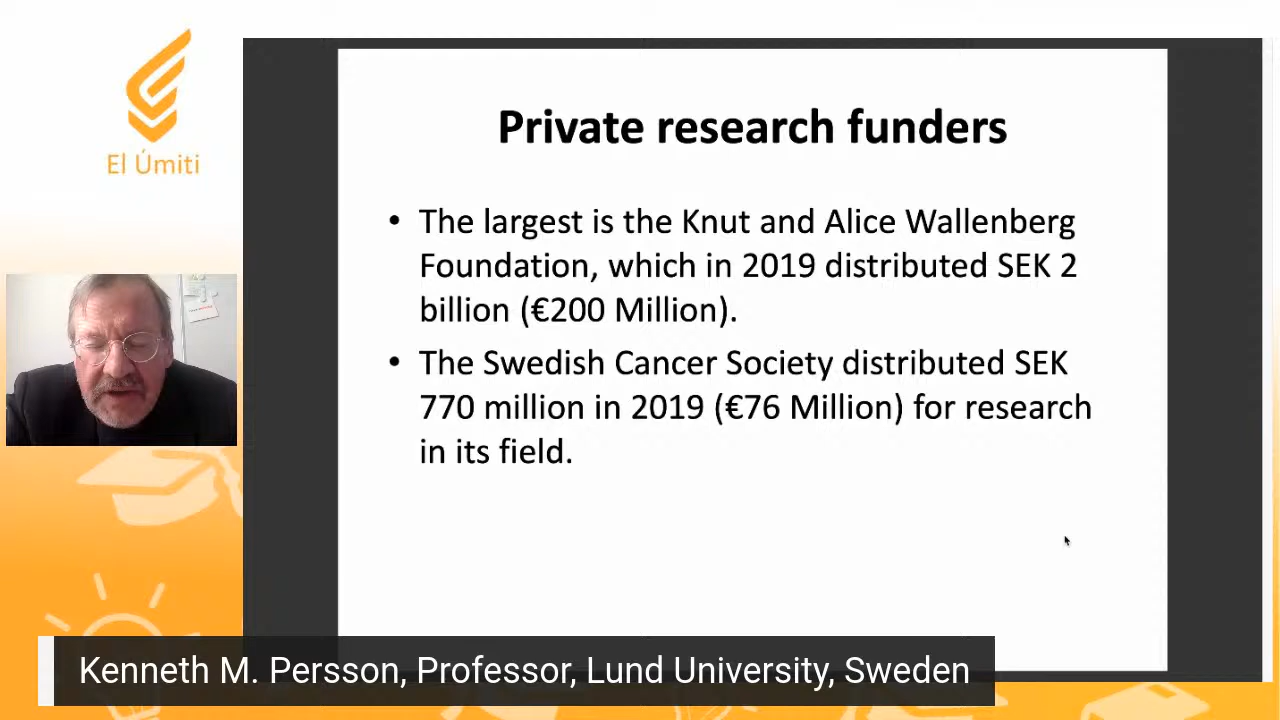 El Úmiti
Private research funders
• The largest is the Knut and Alice Wallenberg
Foundation, which in 2019 distributed SEK 2
billion (€200 Million).
• The Swedish Cancer Society distributed SEK
770 million in 2019 (€76 Million) for research
in its field.
Kenneth M. Persson, Professor, Lund University, Sweden